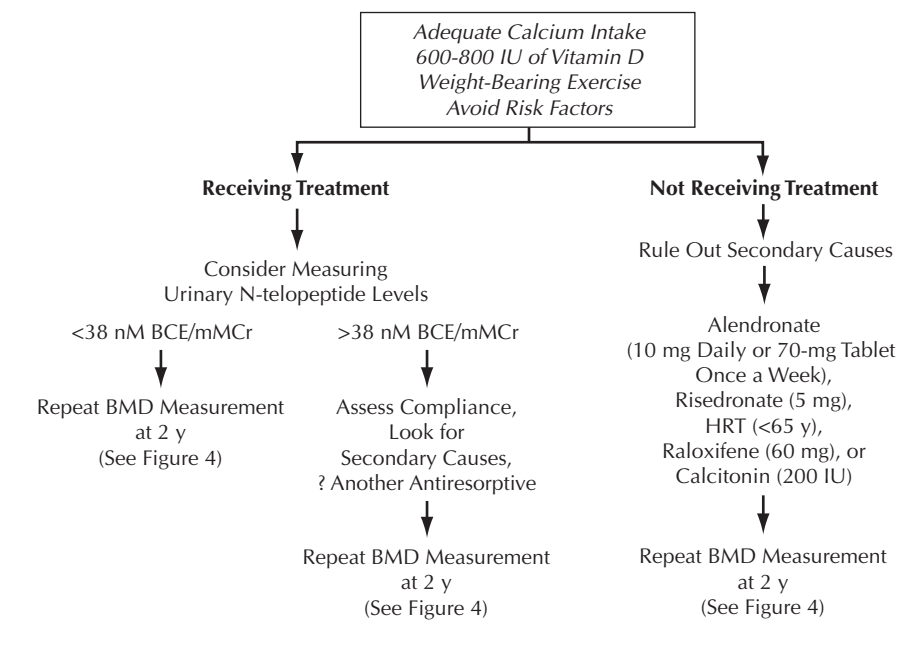 Adequate Calcium Intake
600-800 IU of Vitamin D
Weight-Bearing Exercise
Avoid Risk Factors
Receiving Treatment
Consider Measuring
Urinary N-telopeptide Levels
<38 nM BCE/mMCr
Repeat BMD Measurement
at 2 y
(See Figure 4)
>38 nM BCE/mMCr
Assess Compliance,
Look for
Secondary Causes,
? Another Antiresorptive
Repeat BMD Measurement
at 2 y
(See Figure 4)
Not Receiving Treatment
Rule Out Secondary Causes
Alendronate
(10 mg Daily or 70-mg Tablet
Once a Week),
Risedronate (5 mg),
HRT (<65 y),
Raloxifene (60 mg), or
Calcitonin (200 IU)
Repeat BMD Measurement
at 2 y
(See Figure 4)